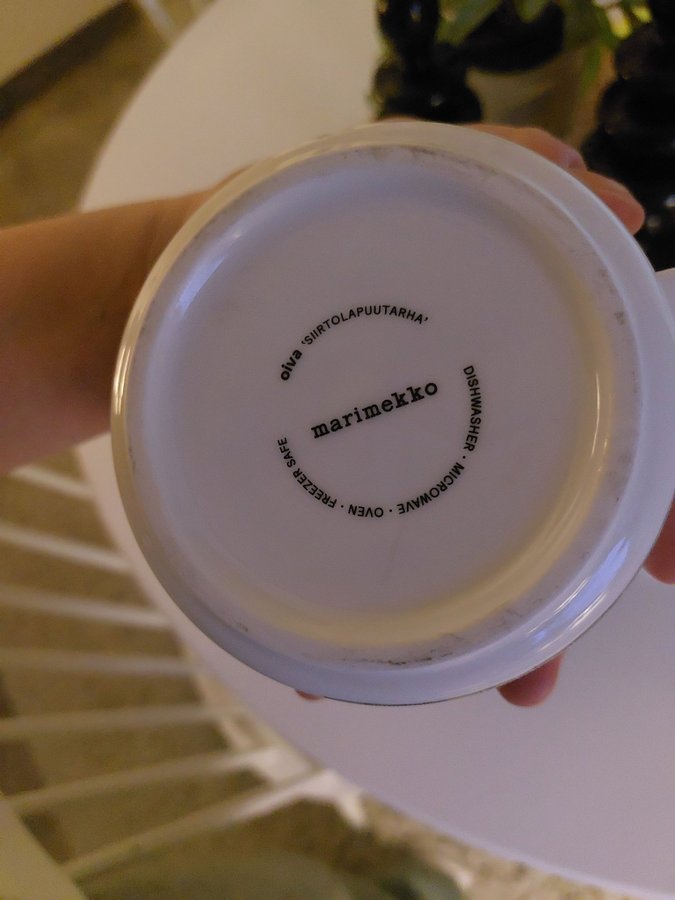 oiva 'SIIRTOLAPUUTARHA'
marimekko
DISHWASHER · MICROWAVE · OVEN · FREEZER SAFE